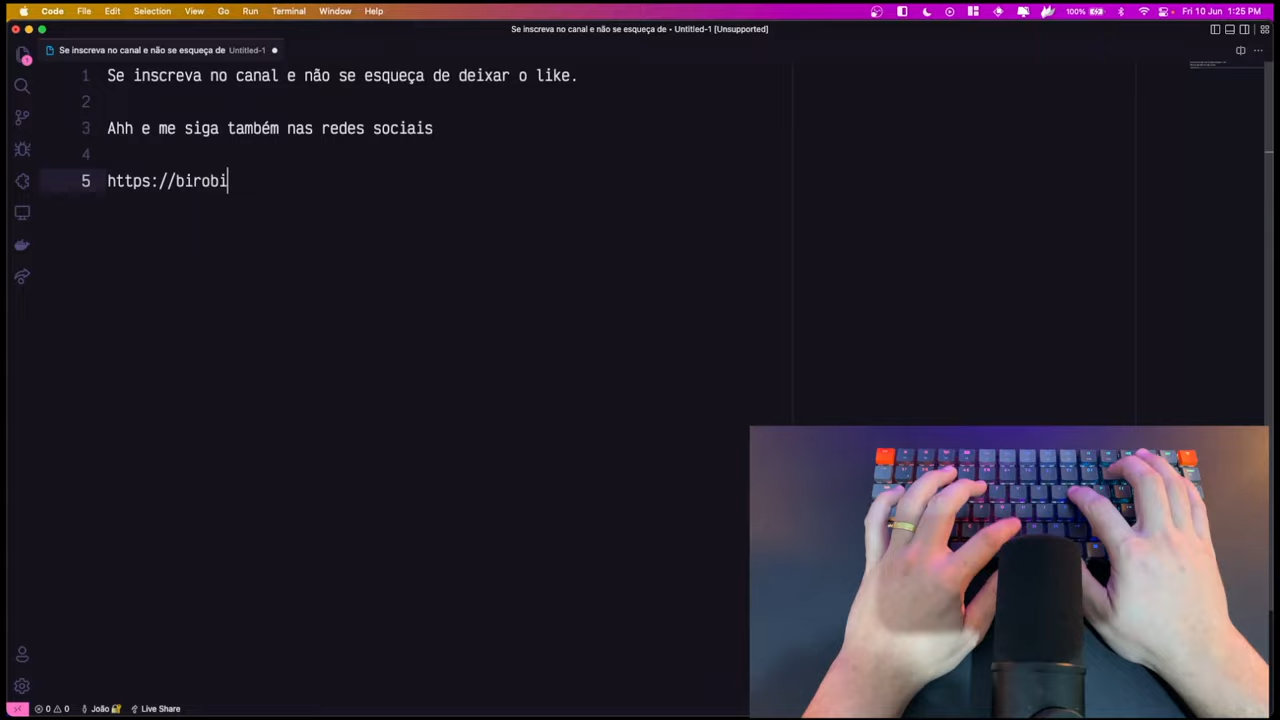 Code File Edit Selection View Go Run Terminal Window Help 100% Fri 10 Jun 1:25 PM
Se inscreva no canal e não se esqueça de - Untitled-1 [Unsupported]
Se inscreva no canal e não se esqueça de Untitled-1
1
1 Se inscreva no canal e não se esqueça de deixar o like.
2
3 Ahh e me siga também nas redes sociais
4
5 https://birobi
0 0 João Live Share